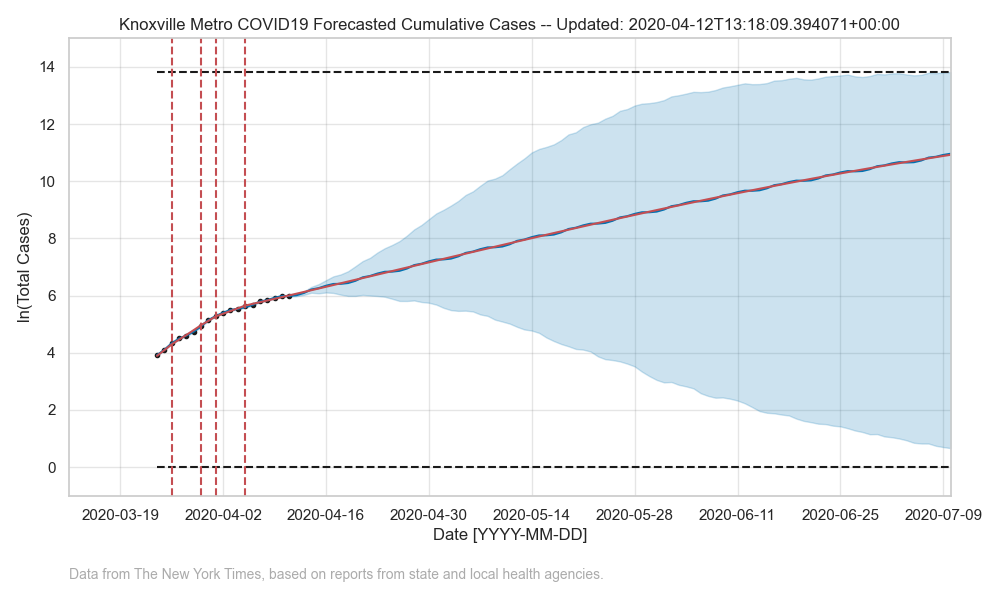 Knoxville Metro COVID19 Forecasted Cumulative Cases -- Updated: 2020-04-12T13:18:09.394071+00:00
14
12
10
8
6
4
2
0
ln(Total Cases)
2020-03-19 2020-04-02 2020-04-16 2020-04-30 2020-05-14 2020-05-28 2020-06-11 2020-06-25 2020-07-09
Date [YYYY-MM-DD]
Data from The New York Times, based on reports from state and local health agencies.